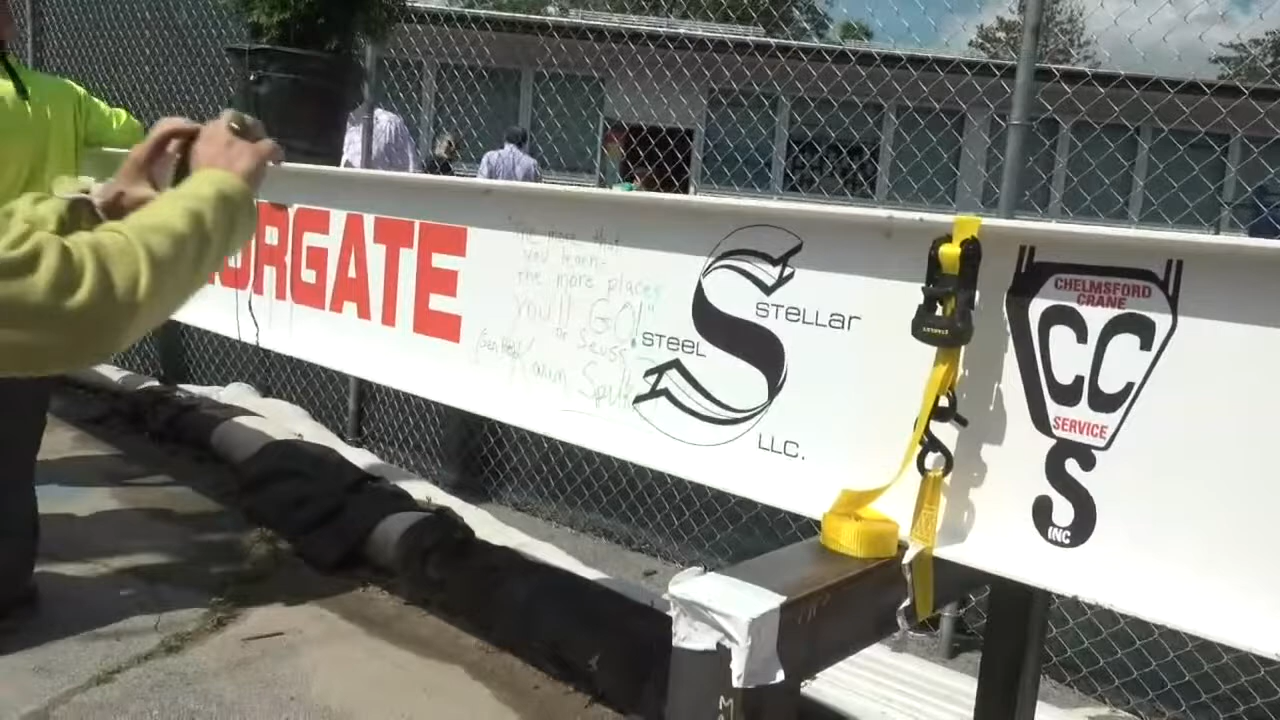 ORGATE
The more that
you learn-
the more places
you'll GO!"
Dr Seuss
STEEL
STELLAR
LLC.
CHELMSFORD
CRANE
CC
SERVICE
S
INC